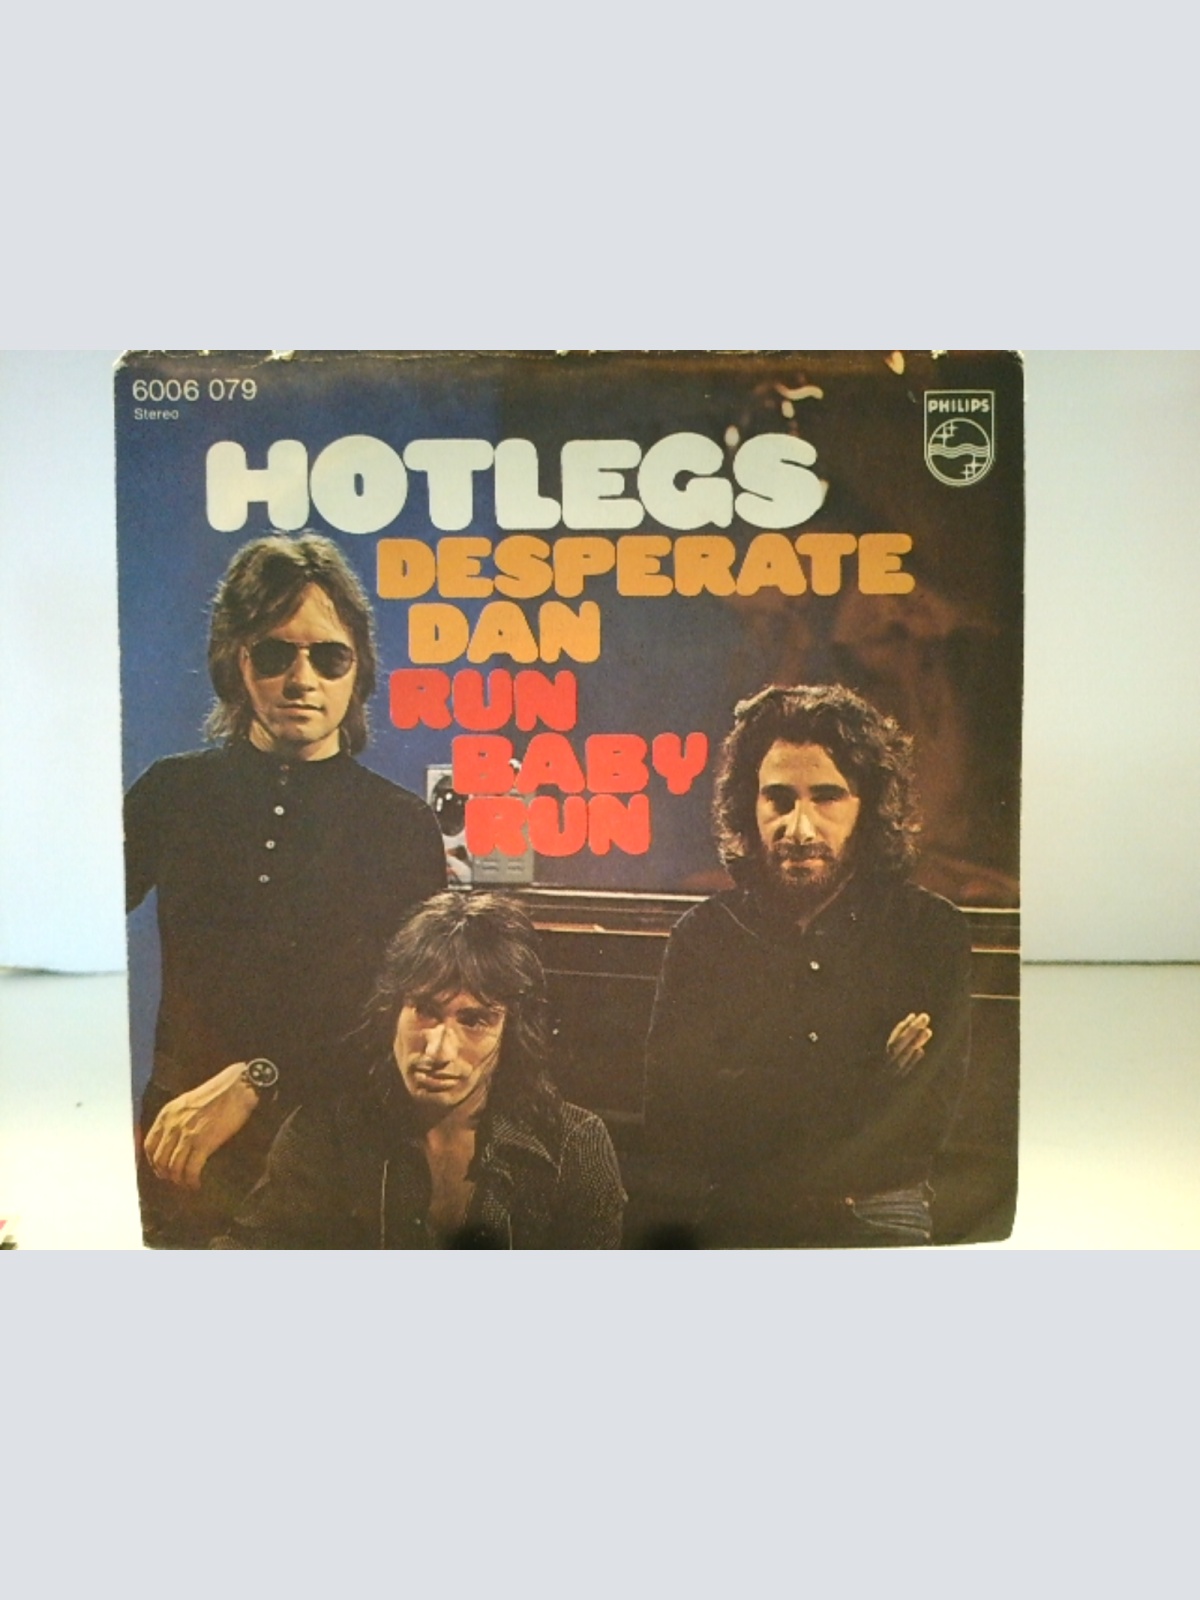 6006 079
Stereo
PHILIPS
HOTLEGS
DESPERATE
DAN
RUN
BABY
RUN